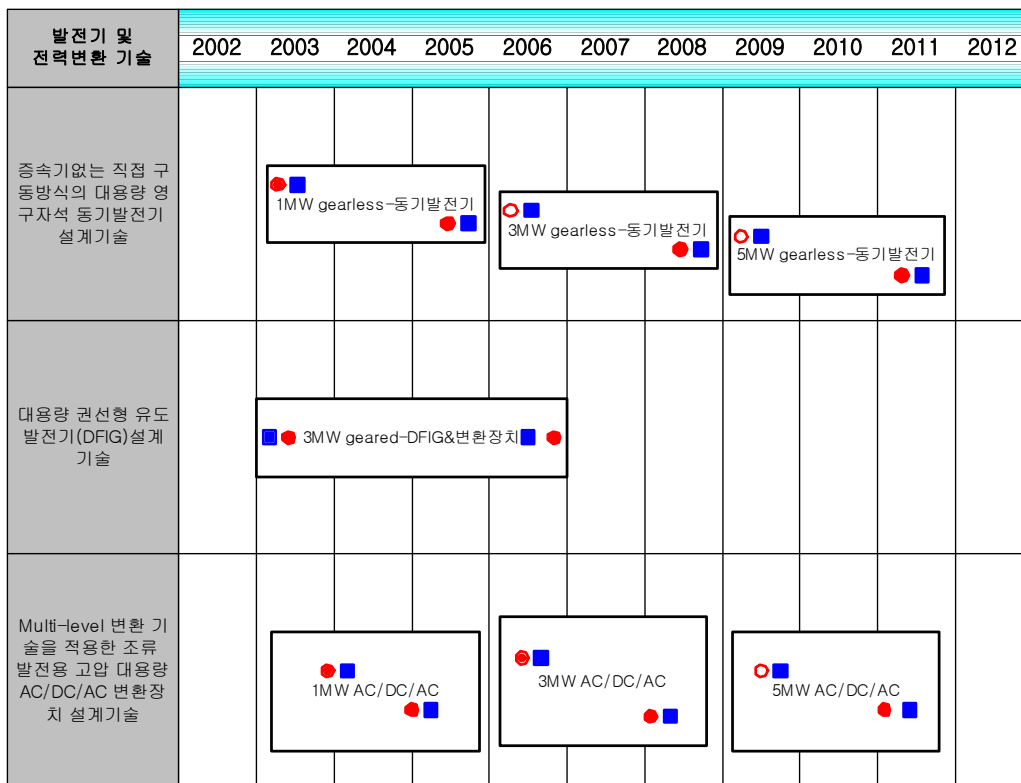 발전기 및
전력변환 기술
2002 2003 2004 2005 2006 2007 2008 2009 2010 2011 2012
증속기없는 직접 구
동방식의 대용량 영
구자석 동기발전기
설계기술
1MW gearless-동기발전기
3MW gearless-동기발전기
5MW gearless-동기발전기
대용량 권선형 유도
발전기(DFIG)설계
기술
3MW geared-DFIG&변환장치
Multi-level 변환 기
술을 적용한 조류
발전용 고압 대용량
AC/DC/AC 변환장
치 설계기술
1MW AC/DC/AC
3MW AC/DC/AC
5MW AC/DC/AC